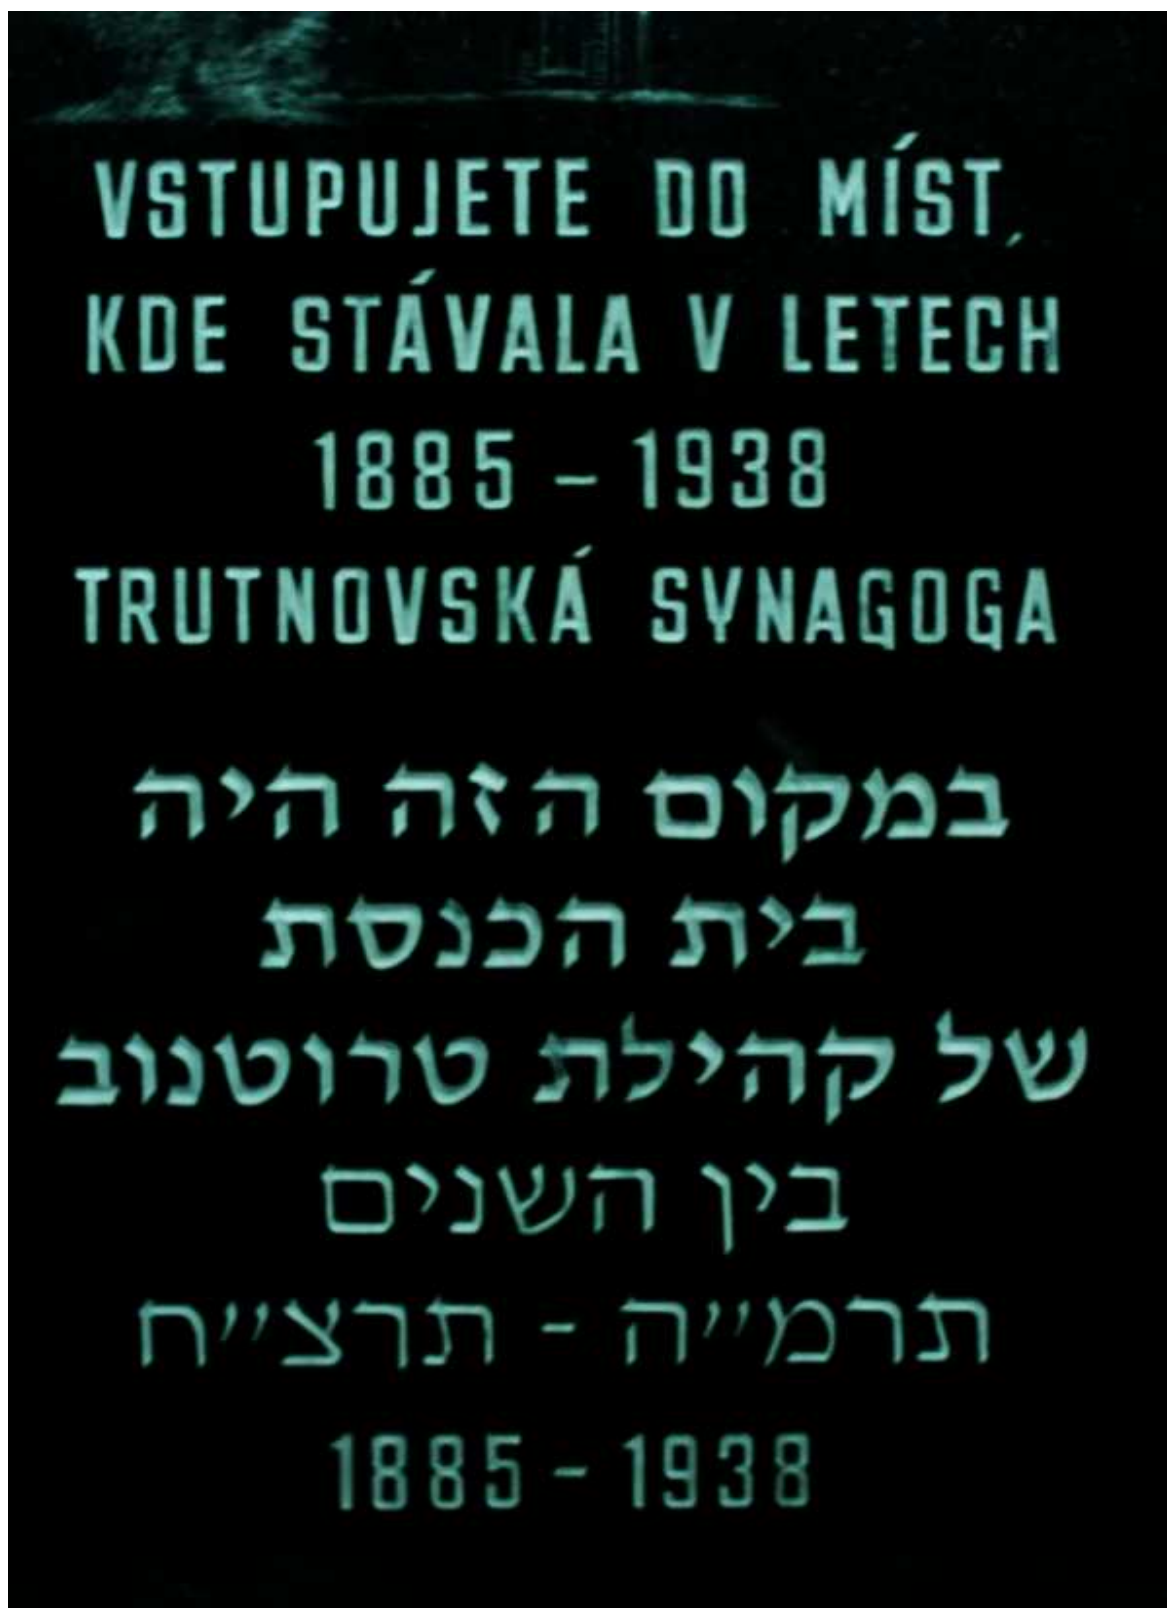 VSTUPUJETE DO MÍST,
KDE STÁVALA V LETECH
1885 – 1938
TRUTNOVSKÁ SYNAGOGA
במקום הזה היה
בית הכנסת
של קהילת טרוטנוב
בין השנים
תרמ״ה - תרצ״ח
1885 - 1938